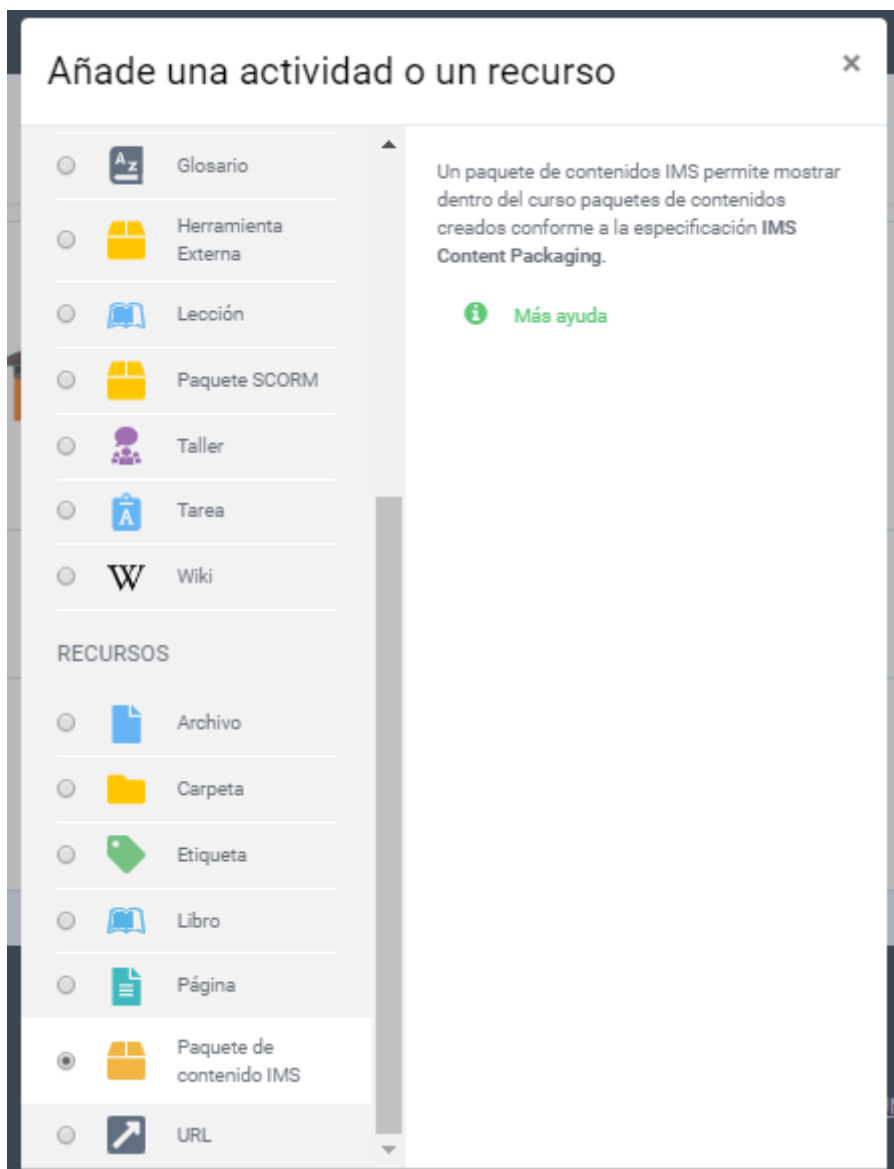 Añade una actividad o un recurso
×
Glosario
Herramienta
Externa
Lección
Paquete SCORM
Taller
Tarea
Wiki
RECURSOS
Archivo
Carpeta
Etiqueta
Libro
Página
Paquete de
contenido IMS
URL
Un paquete de contenidos IMS permite mostrar
dentro del curso paquetes de contenidos
creados conforme a la especificación IMS
Content Packaging.
Más ayuda